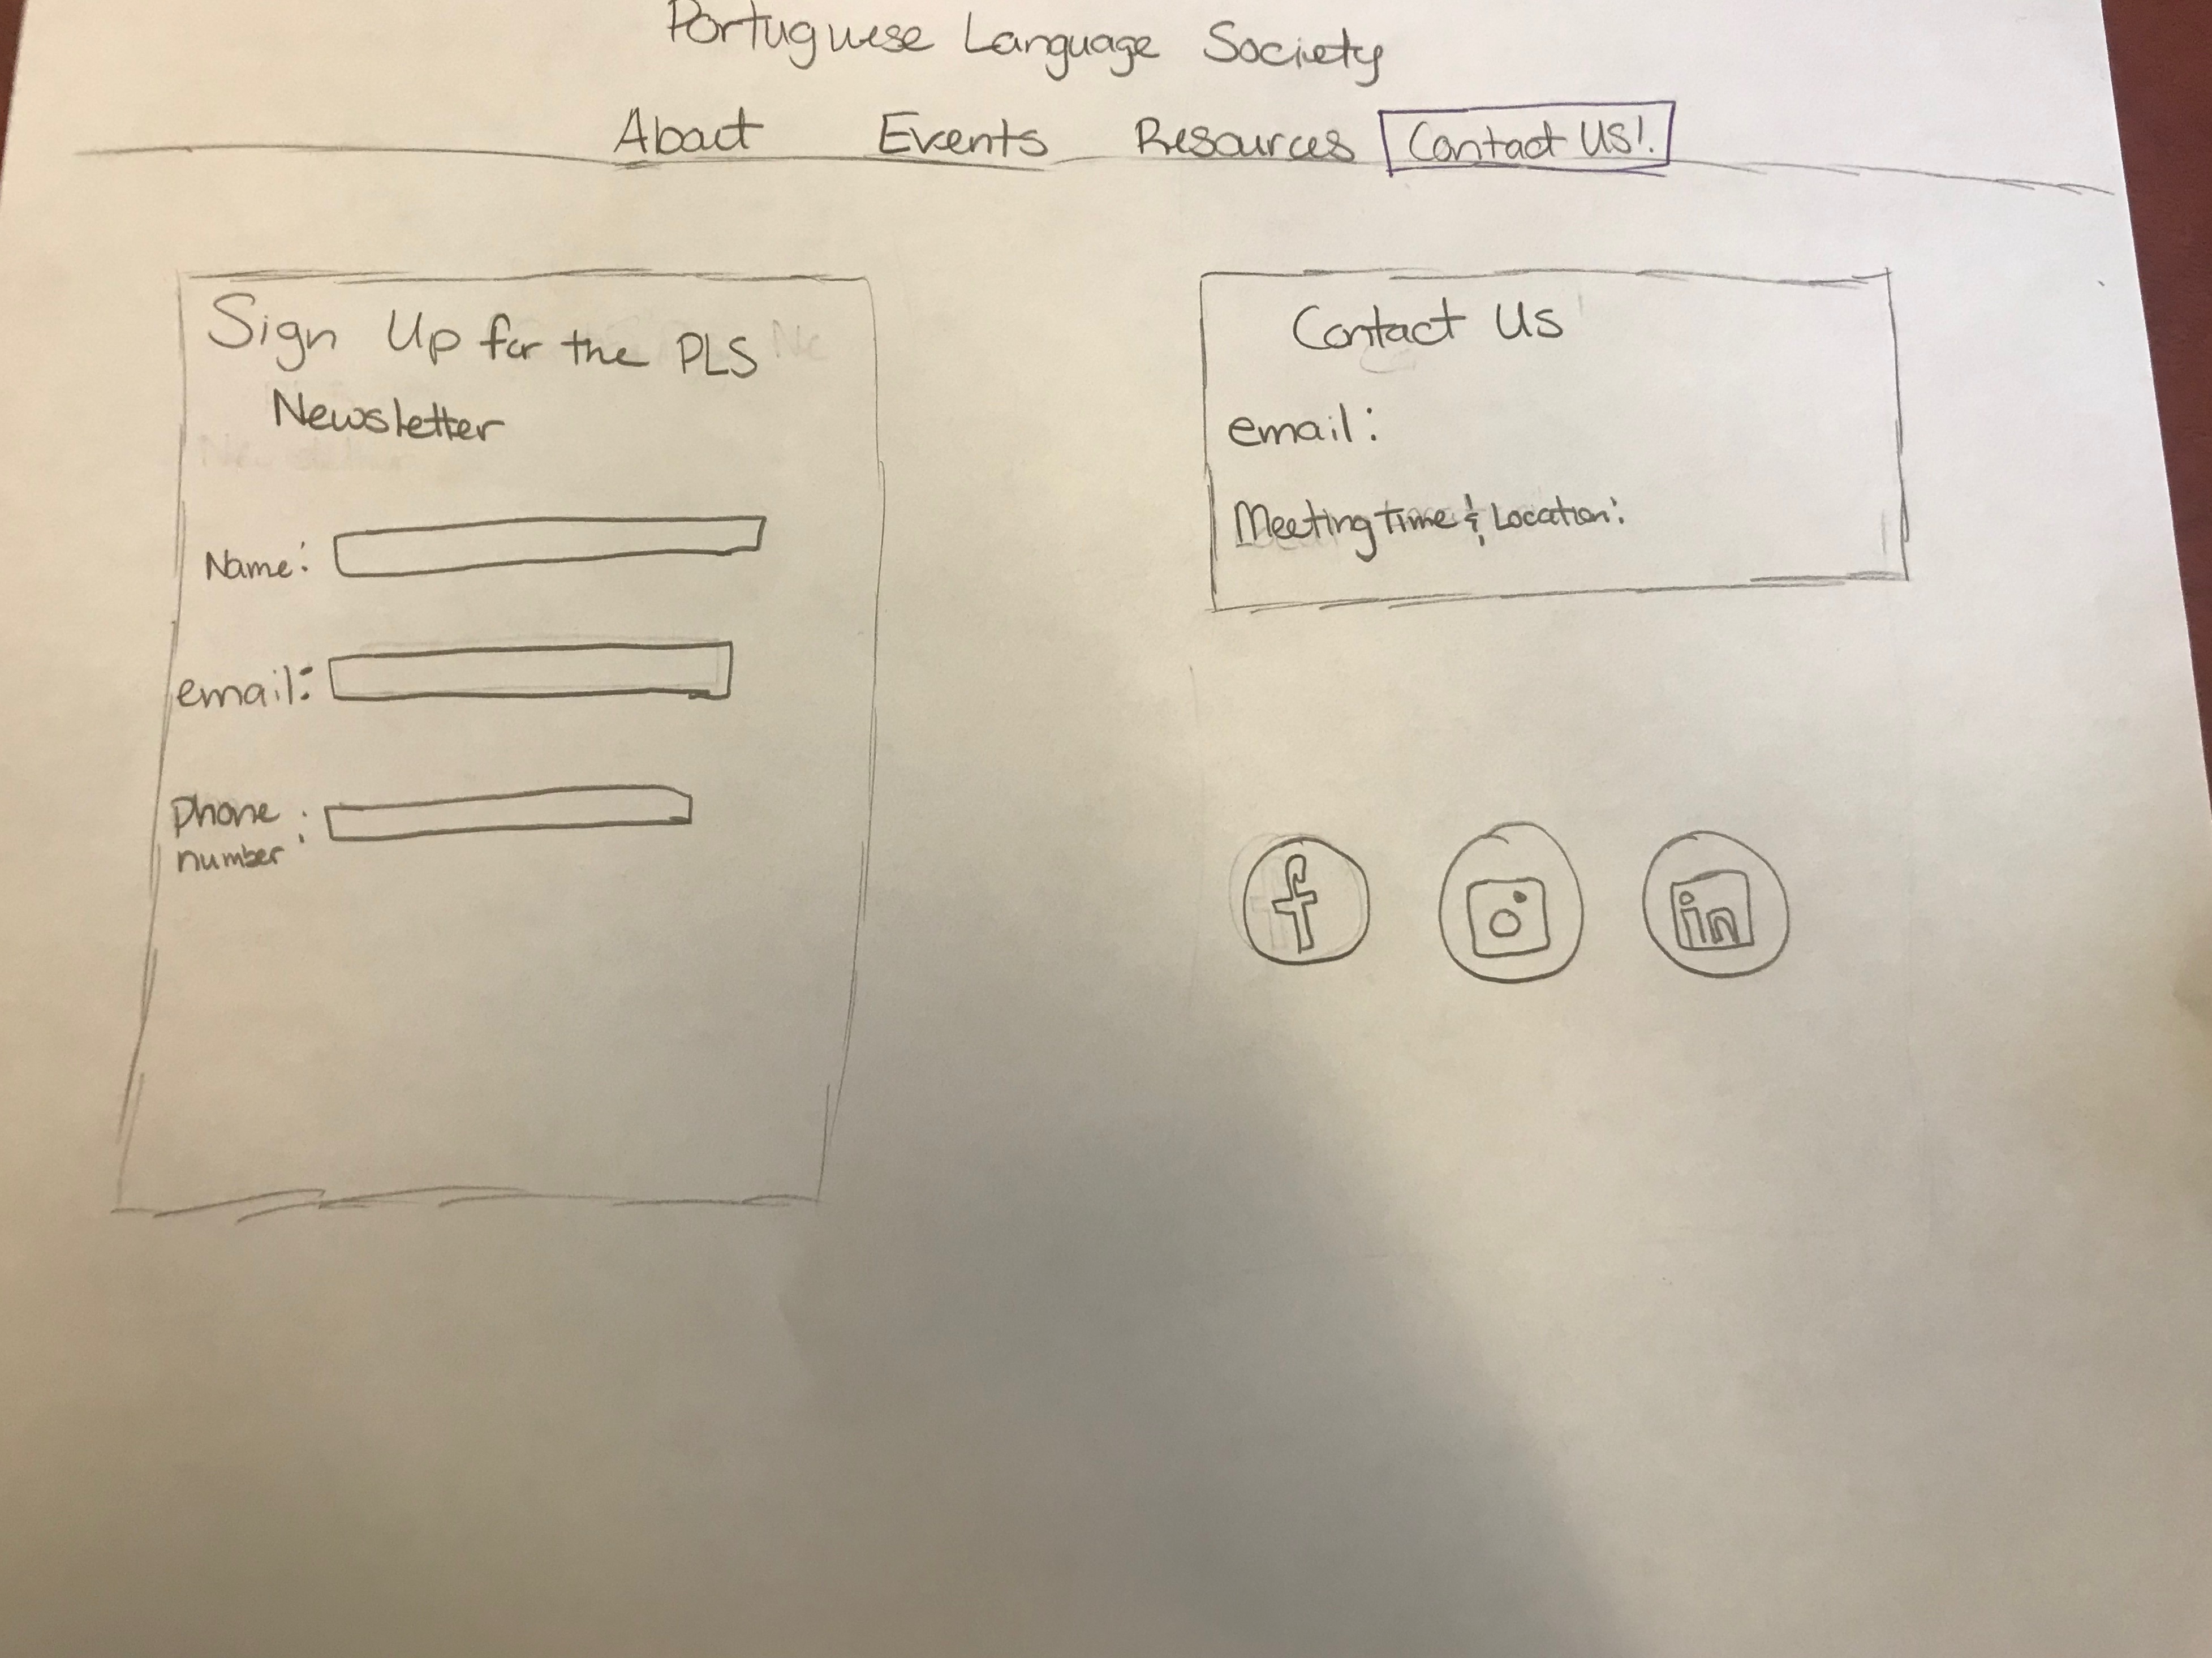 Portuguese Language Society
About Events Resources Contact Us!
Sign Up for the PLS
Newsletter
Name:
email:
Phone
number:
Contact Us
email:
Meeting Time & Location:
f
in